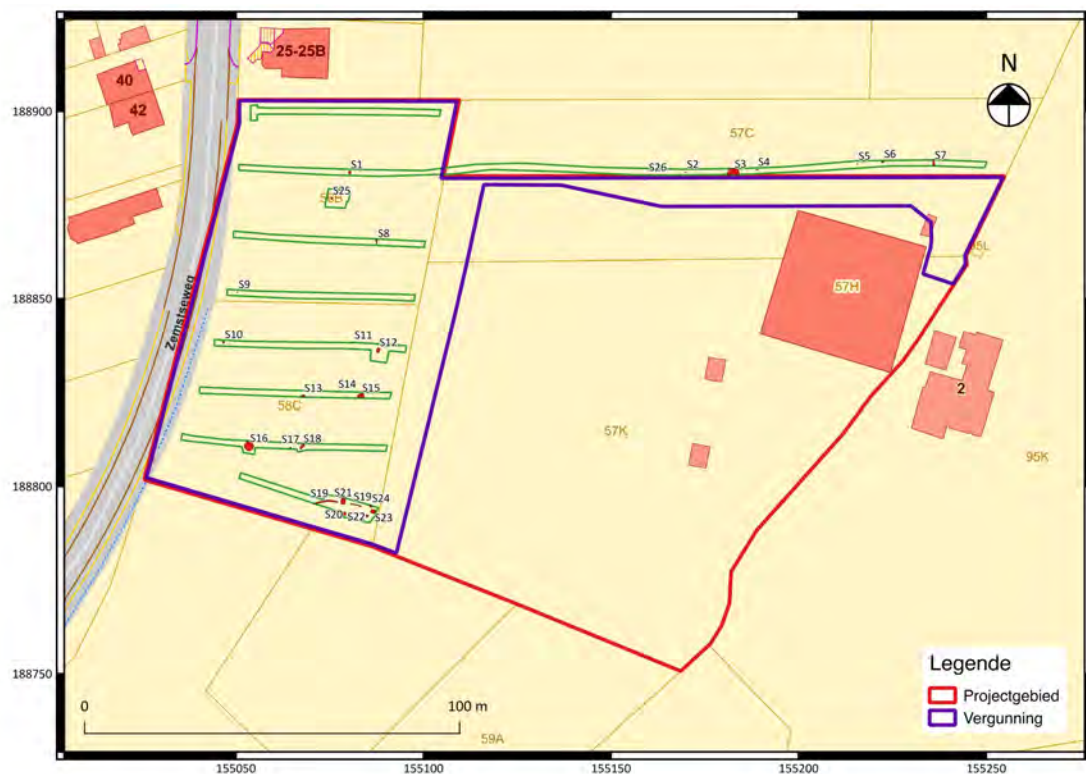 25-25B
40
42
N
188900
57C
S1
S26
S2
S3
S4
S5
S6
S7
S25
S8
188850
S9
57H
Zemstseweg
S10
S11
S12
S13
S14
S15
58C
2
S16
S17
S18
57K
95K
188800
S19
S21
S19
S24
S20
S22
S23
188750
Legende
Projectgebied
Vergunning
0
100 m
59A
155050
155100
155150
155200
155250